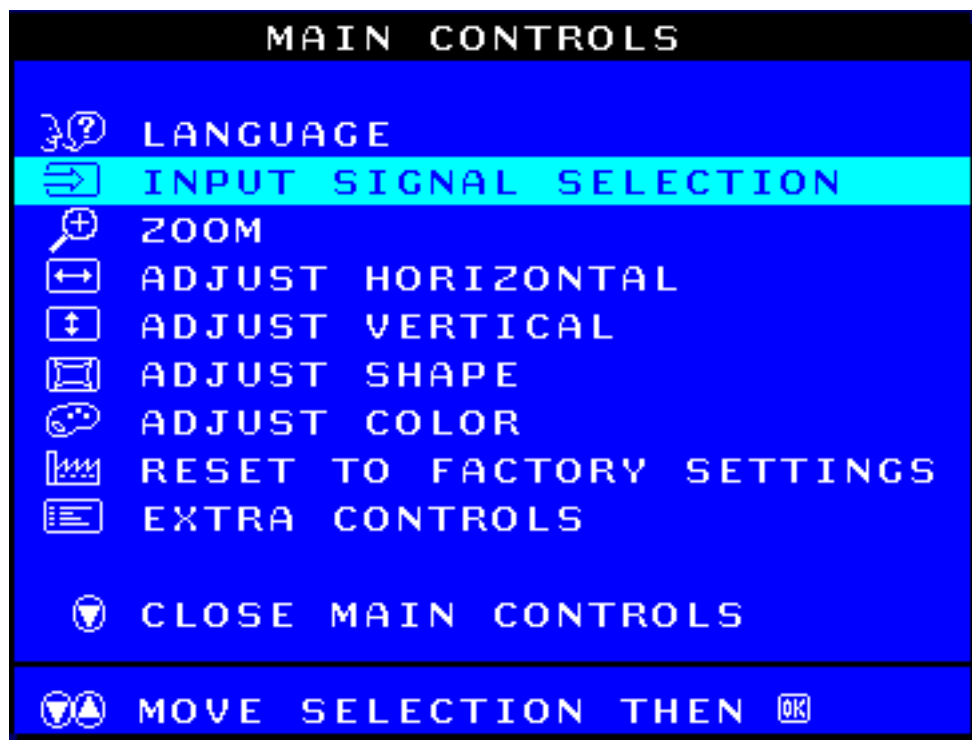 MAIN CONTROLS
LANGUAGE
INPUT SIGNAL SELECTION
ZOOM
ADJUST HORIZONTAL
ADJUST VERTICAL
ADJUST SHAPE
ADJUST COLOR
RESET TO FACTORY SETTINGS
EXTRA CONTROLS
CLOSE MAIN CONTROLS
MOVE SELECTION THEN OK